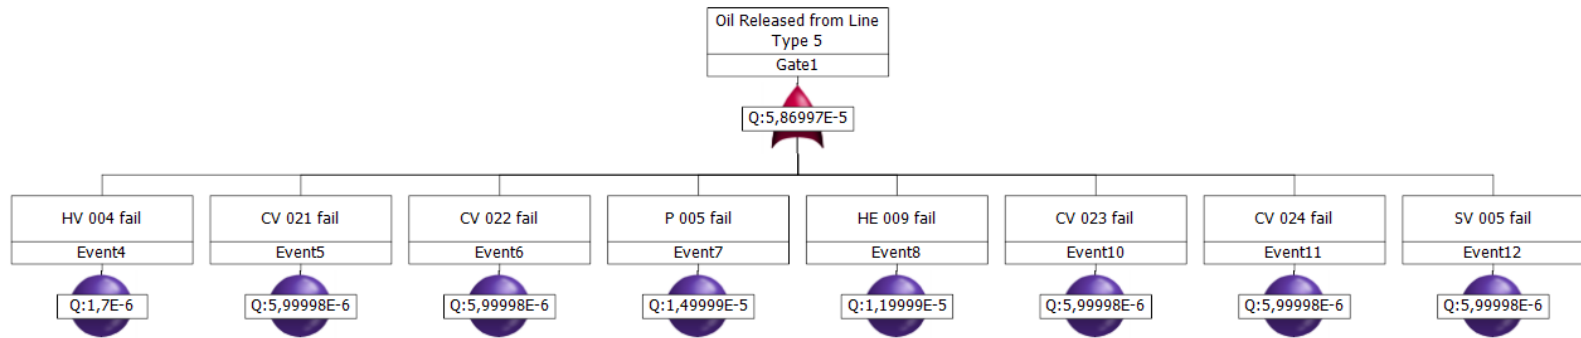 Oil Released from Line
Type 5
Gate1
Q:5,86997E-5
HV 004 fail
CV 021 fail
CV 022 fail
P 005 fail
HE 009 fail
CV 023 fail
CV 024 fail
SV 005 fail
Event4
Event5
Event6
Event7
Event8
Event10
Event11
Event12
Q:1,7E-6
Q:5,99998E-6
Q:5,99998E-6
Q:1,49999E-5
Q:1,19999E-5
Q:5,99998E-6
Q:5,99998E-6
Q:5,99998E-6